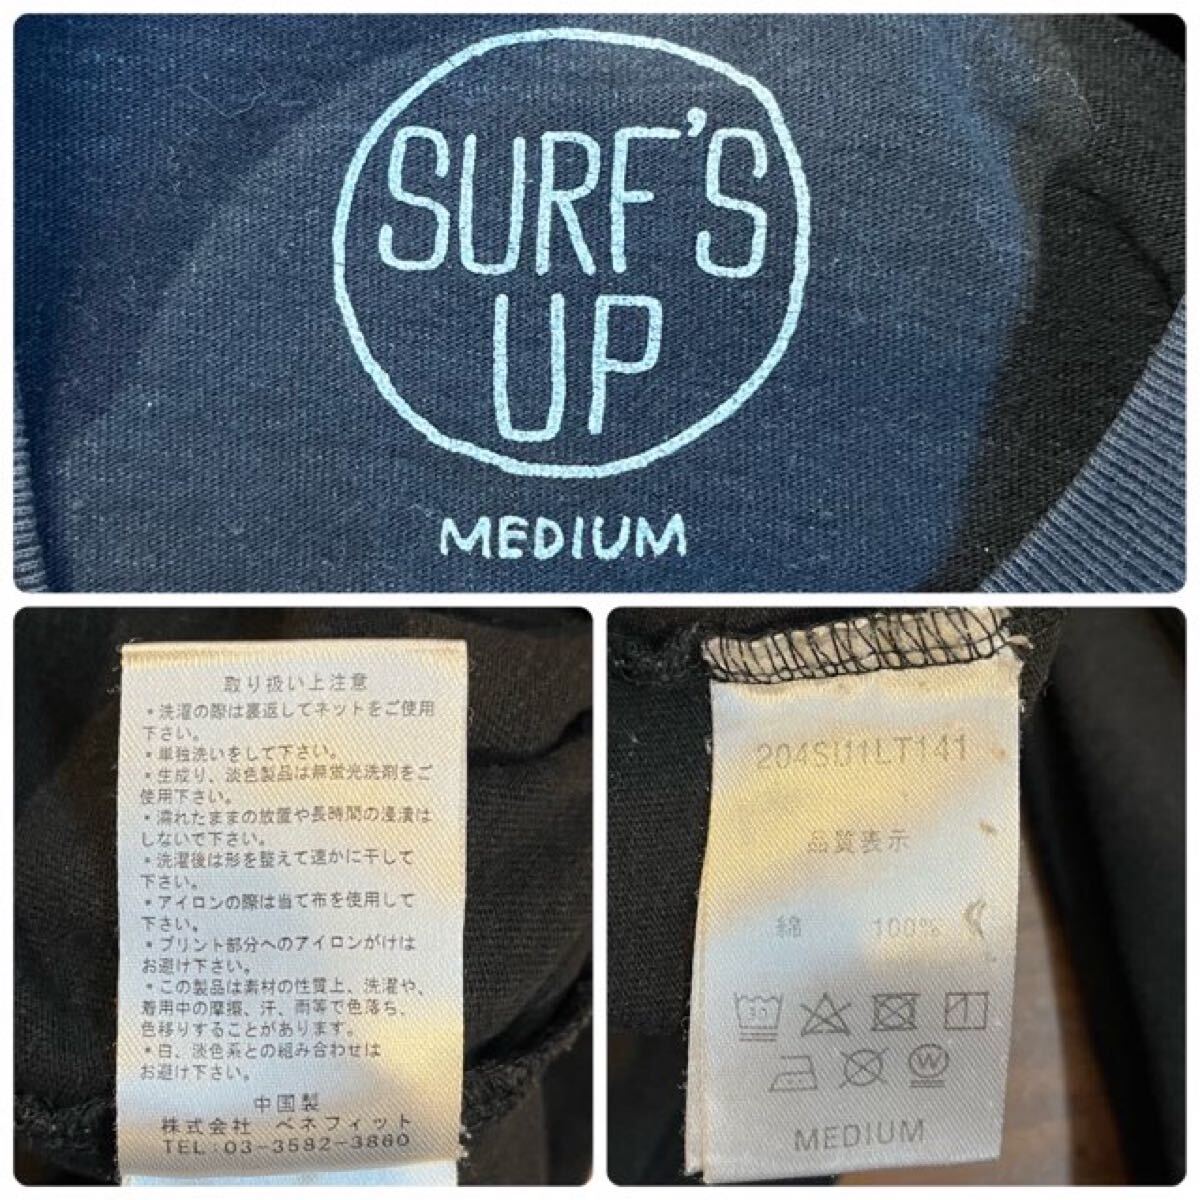 SURF'S
UP
MEDIUM
取り扱い上注意
*洗濯の際は裏返してネットをご使用
下さい。
*単独洗いをして下さい。
*生成り、淡色製品は無蛍光洗剤をご
使用下さい。
*濡れたままの放置や長時間の浸漬は
しないで下さい。
*洗濯後は形を整えて速かに干して
下さい。
*アイロンの際は当て布を使用して
下さい。
*プリント部分へのアイロンがけは
お避け下さい。
*この製品は素材の性質上、洗濯や、
着用中の摩擦、汗、雨等で色落ち、
色移りすることがあります。
*白、淡色系との組み合わせは
お避け下さい。
中国製
株式会社 ベネフィット
TEL:03-3582-3860
204SU1LT141
品質表示
綿 100%
30
W
MEDIUM